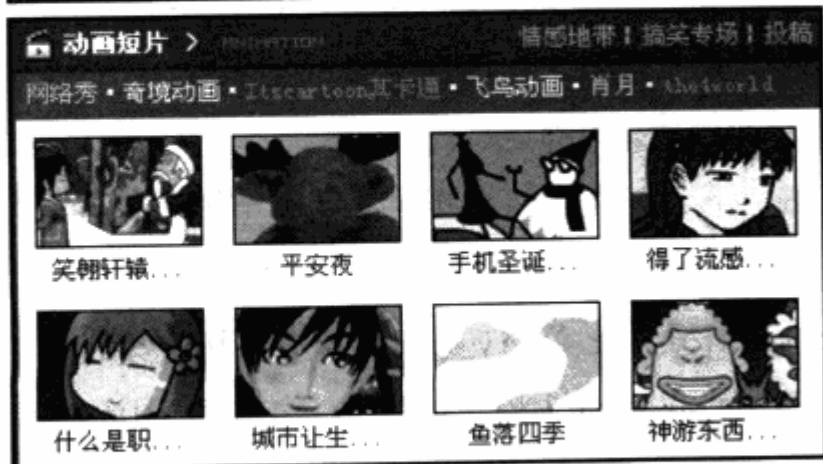 动画短片 > ANIMATION 情感地带 | 搞笑专场 | 投稿
网络秀 • 奇境动画 • Itscartoon其卡通 • 飞鸟动画 • 肖月 • the4world
笑翱轩辕... 平安夜 手机圣诞... 得了流感...
什么是职... 城市让生... 鱼落四季 神游东西...